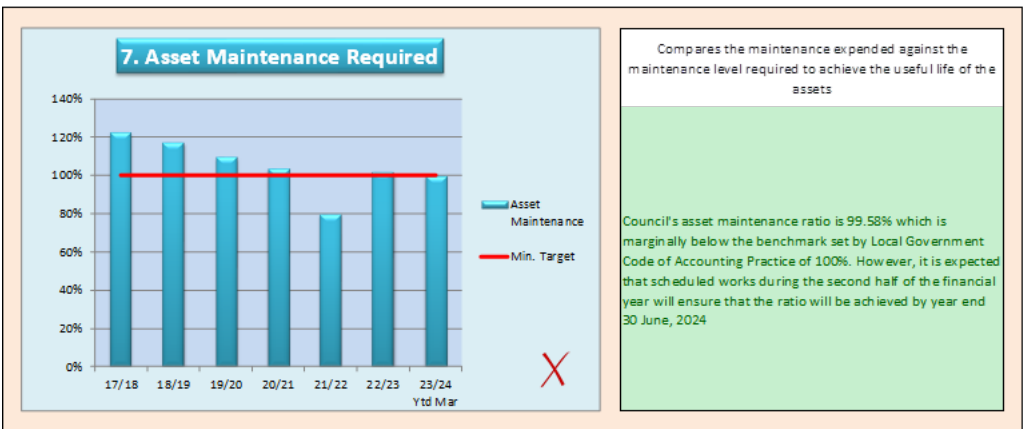 7. Asset Maintenance Required
140%
120%
100%
80%
60%
40%
20%
0%
17/18 18/19 19/20 20/21 21/22 22/23 23/24
Ytd Mar
Asset
Maintenance
Min. Target
X
Compares the maintenance expended against the
maintenance level required to achieve the useful life of the
assets
Council's asset maintenance ratio is 99.58% which is
marginally below the benchmark set by Local Government
Code of Accounting Practice of 100%. However, it is expected
that scheduled works during the second half of the financial
year will ensure that the ratio will be achieved by year end
30 June, 2024